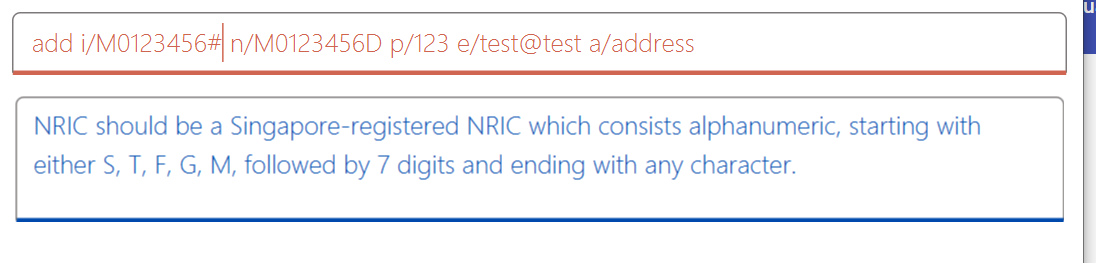 add i/M0123456# n/M0123456D p/123 e/test@test a/address
NRIC should be a Singapore-registered NRIC which consists alphanumeric, starting with
either S, T, F, G, M, followed by 7 digits and ending with any character.